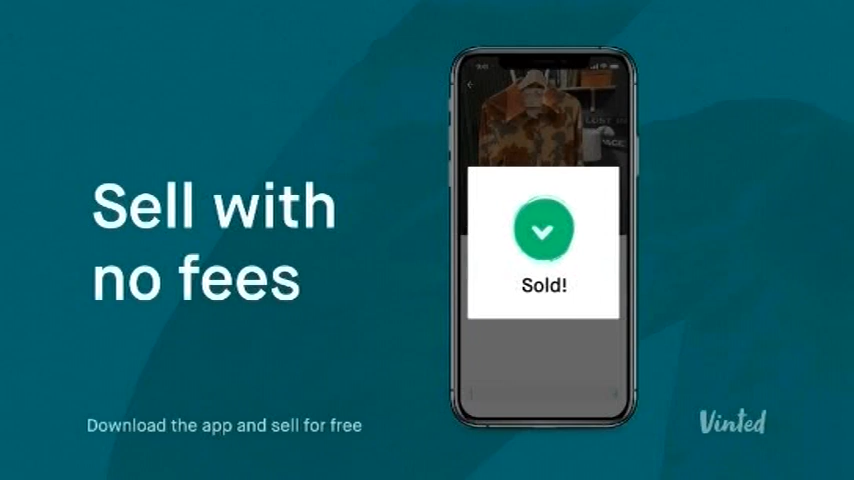 Sell with
no fees
Sold!
Download the app and sell for free
Vinted